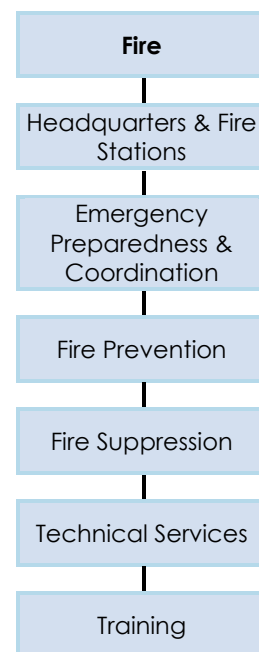 Fire
Headquarters & Fire
Stations
Emergency
Preparedness &
Coordination
Fire Prevention
Fire Suppression
Technical Services
Training